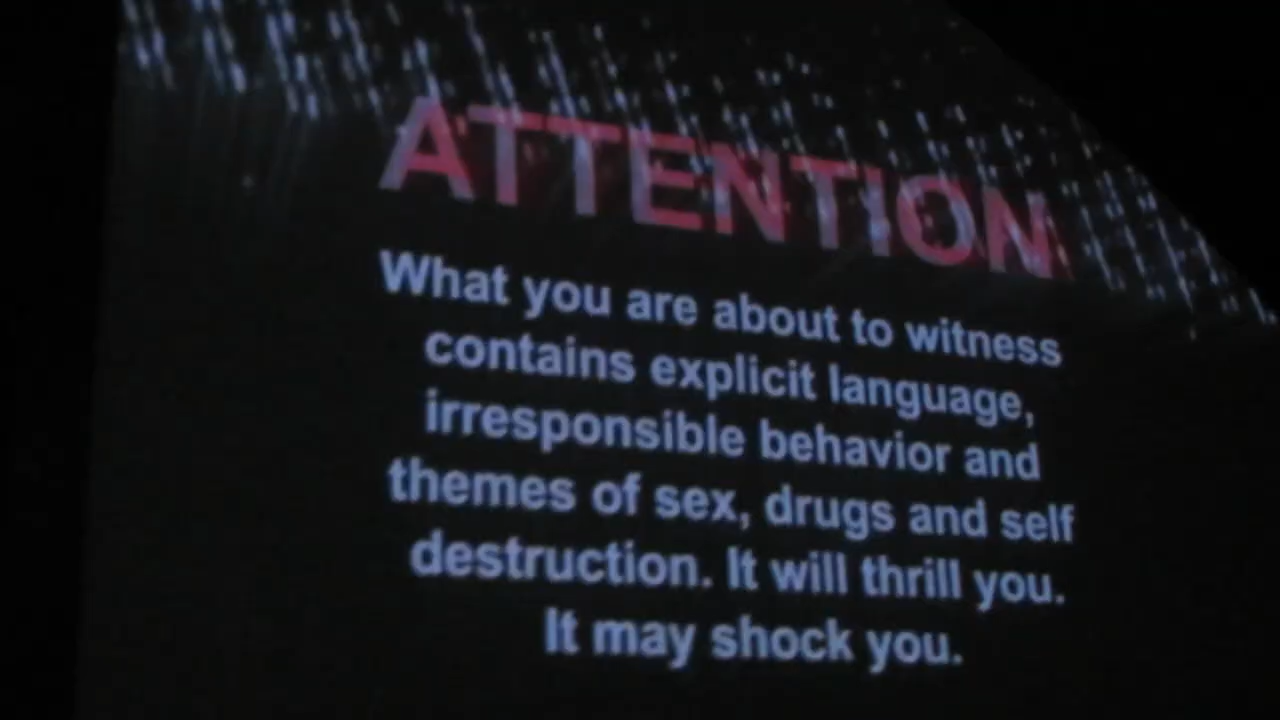 ATTENTION
What you are about to witness
contains explicit language,
irresponsible behavior and
themes of sex, drugs and self
destruction. It will thrill you.
It may shock you.